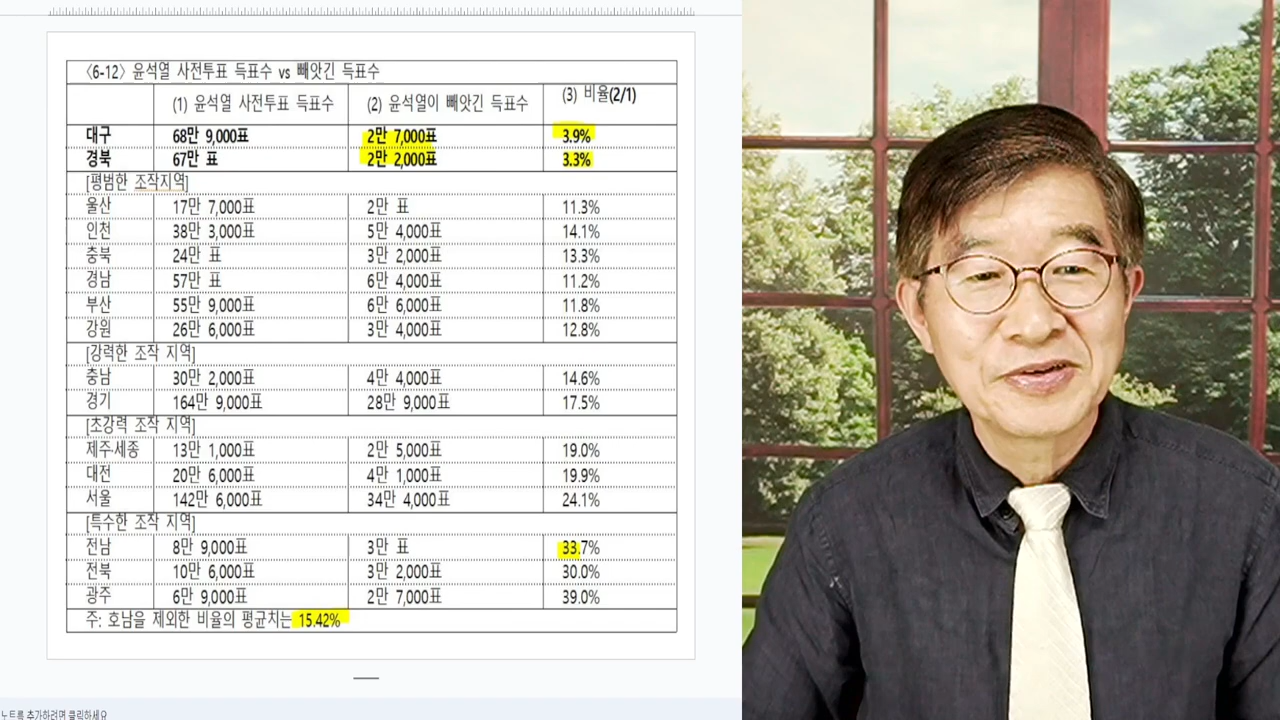 〈6-12〉 윤석열 사전투표 득표수 vs 빼앗긴 득표수
(1) 윤석열 사전투표 득표수 (2) 윤석열이 빼앗긴 득표수 (3) 비율(2/1)
대구 68만 9,000표 2만 7,000표 3.9%
경북 67만 표 2만 2,000표 3.3%
[평범한 조작지역]
울산 17만 7,000표 2만 표 11.3%
인천 38만 3,000표 5만 4,000표 14.1%
충북 24만 표 3만 2,000표 13.3%
경남 57만 표 6만 4,000표 11.2%
부산 55만 9,000표 6만 6,000표 11.8%
강원 26만 6,000표 3만 4,000표 12.8%
[강력한 조작 지역]
충남 30만 2,000표 4만 4,000표 14.6%
경기 164만 9,000표 28만 9,000표 17.5%
[초강력 조작 지역]
제주·세종 13만 1,000표 2만 5,000표 19.0%
대전 20만 6,000표 4만 1,000표 19.9%
서울 142만 6,000표 34만 4,000표 24.1%
[특수한 조작 지역]
전남 8만 9,000표 3만 표 33.7%
전북 10만 6,000표 3만 2,000표 30.0%
광주 6만 9,000표 2만 7,000표 39.0%
주: 호남을 제외한 비율의 평균치는 15.42%
노트를 추가하려면 클릭하세요